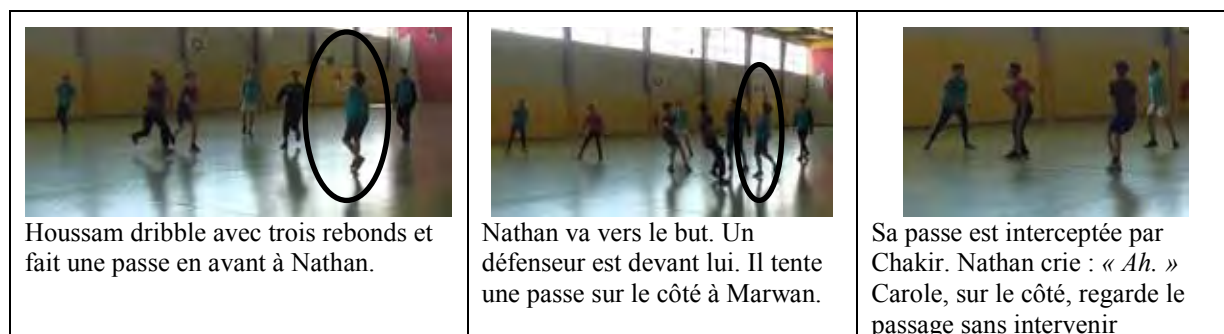 Houssam dribble avec trois rebonds et
fait une passe en avant à Nathan.
Nathan va vers le but. Un
défenseur est devant lui. Il tente
une passe sur le côté à Marwan.
Sa passe est interceptée par
Chakir. Nathan crie : « Ah. »
Carole, sur le côté, regarde le
passage sans intervenir